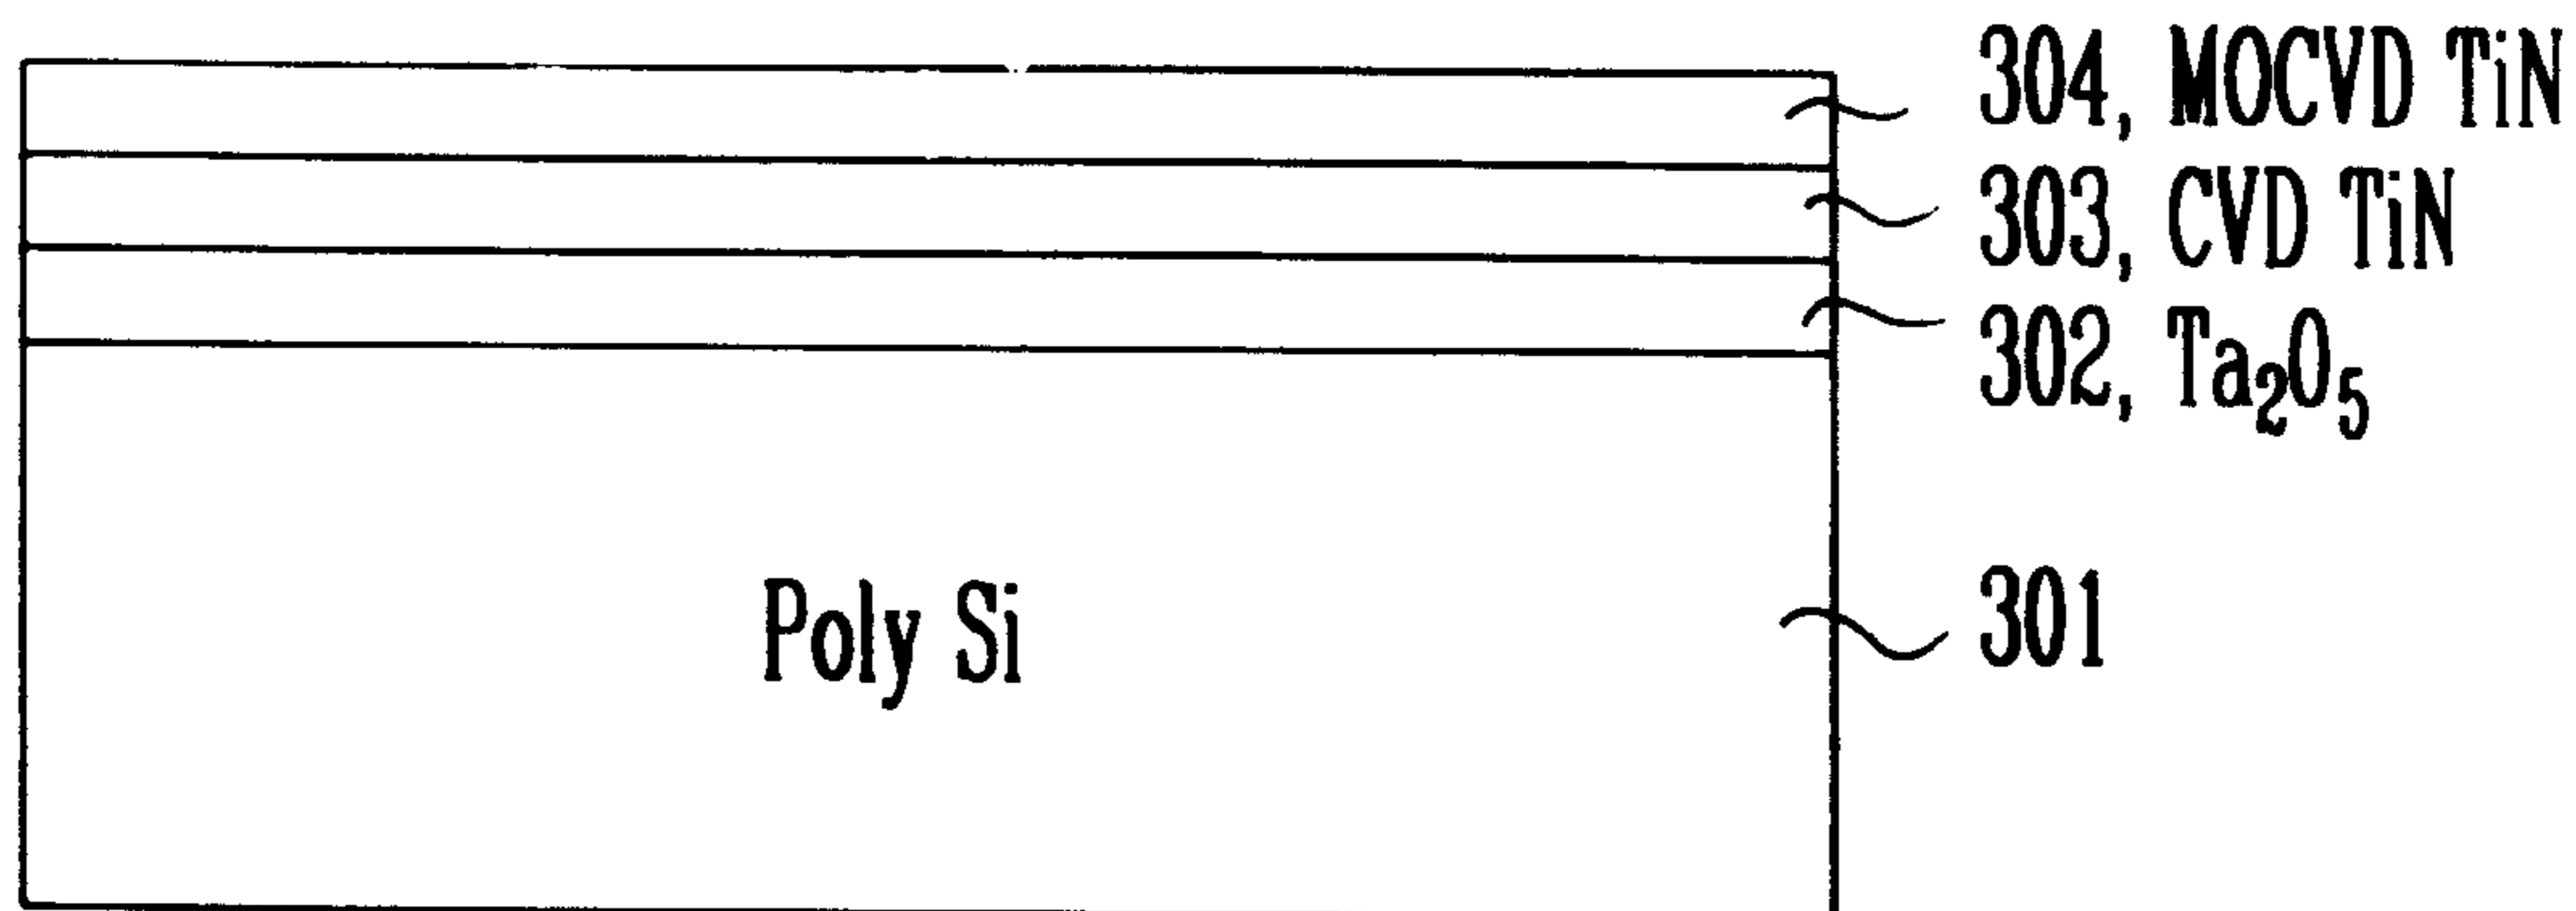 304, MOCVD TiN
303, CVD TiN
302, Ta₂O₅
Poly Si
301